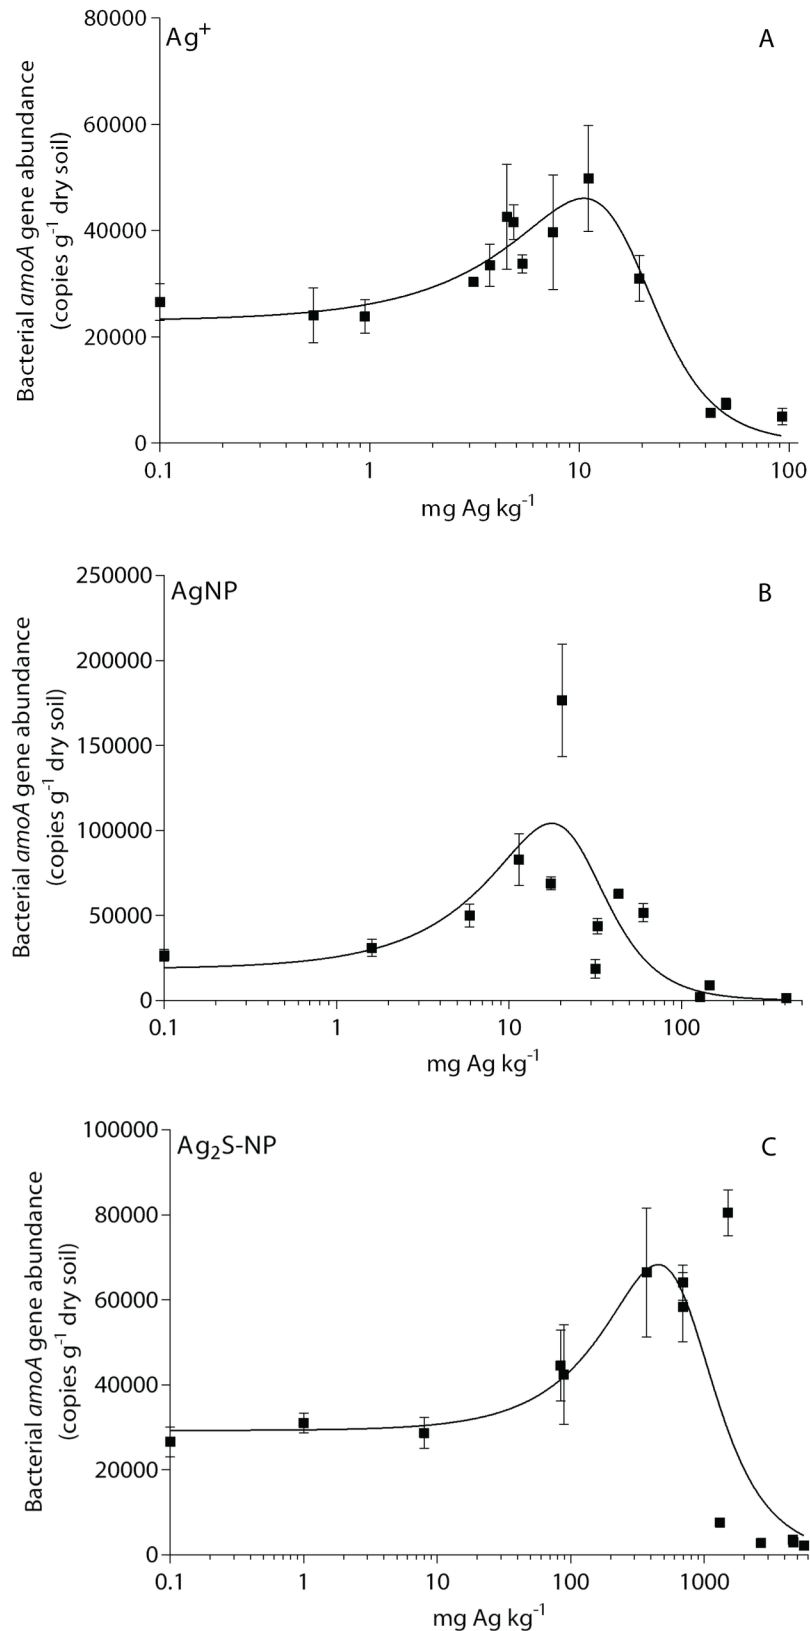 80000
Ag⁺
A
60000
40000
20000
0
Bacterial amoA gene abundance
(copies g⁻¹ dry soil)
0.1
1
10
100
mg Ag kg⁻¹
250000
AgNP
B
200000
150000
100000
50000
0
Bacterial amoA gene abundance
(copies g⁻¹ dry soil)
0.1
1
10
100
mg Ag kg⁻¹
100000
Ag₂S-NP
C
80000
60000
40000
20000
0
Bacterial amoA gene abundance
(copies g⁻¹ dry soil)
0.1
1
10
100
1000
mg Ag kg⁻¹